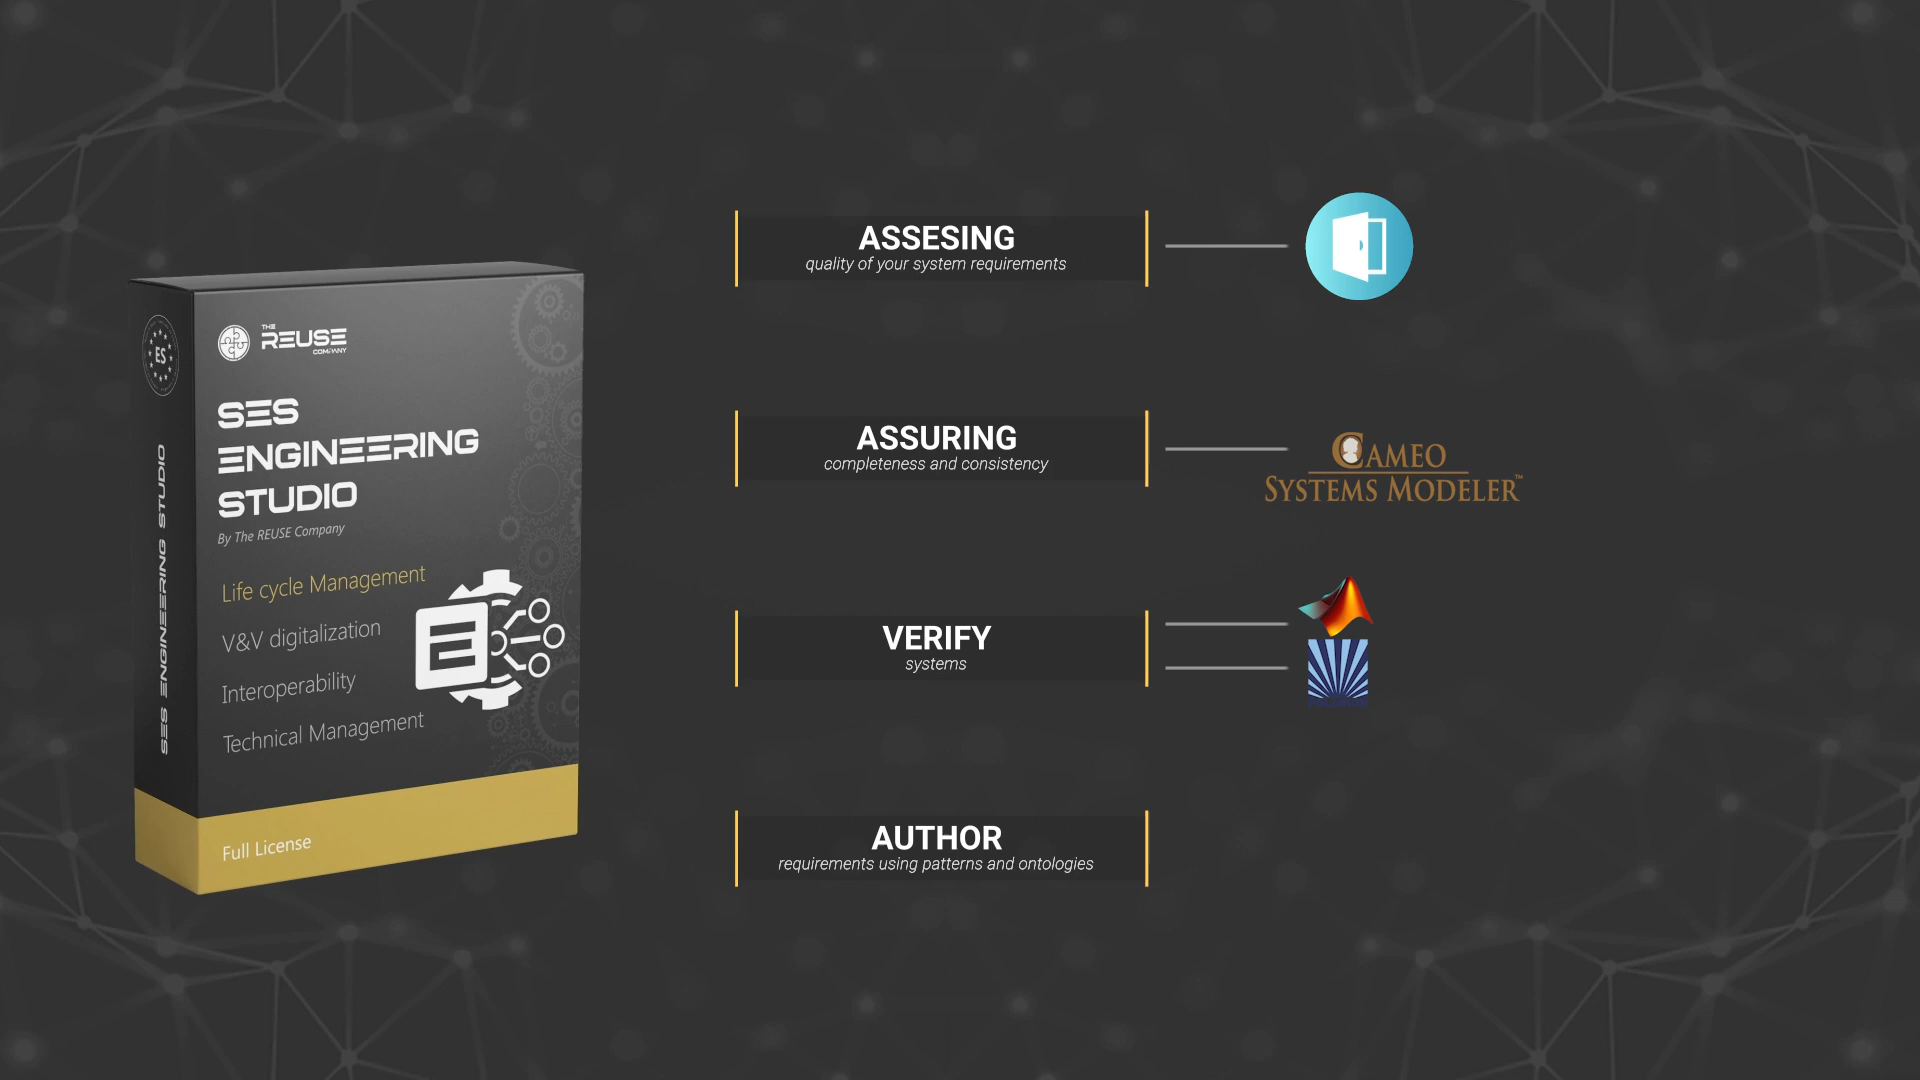 THE
REUSE
COMPANY
ES
SES
ENGINEERING
STUDIO
By The REUSE Company
Life cycle Management
V&V digitalization
Interoperability
Technical Management
Full License
SES ENGINEERING STUDIO
ASSESING
quality of your system requirements
ASSURING
completeness and consistency
CAMEO
SYSTEMS MODELER™
VERIFY
systems
AUTHOR
requirements using patterns and ontologies